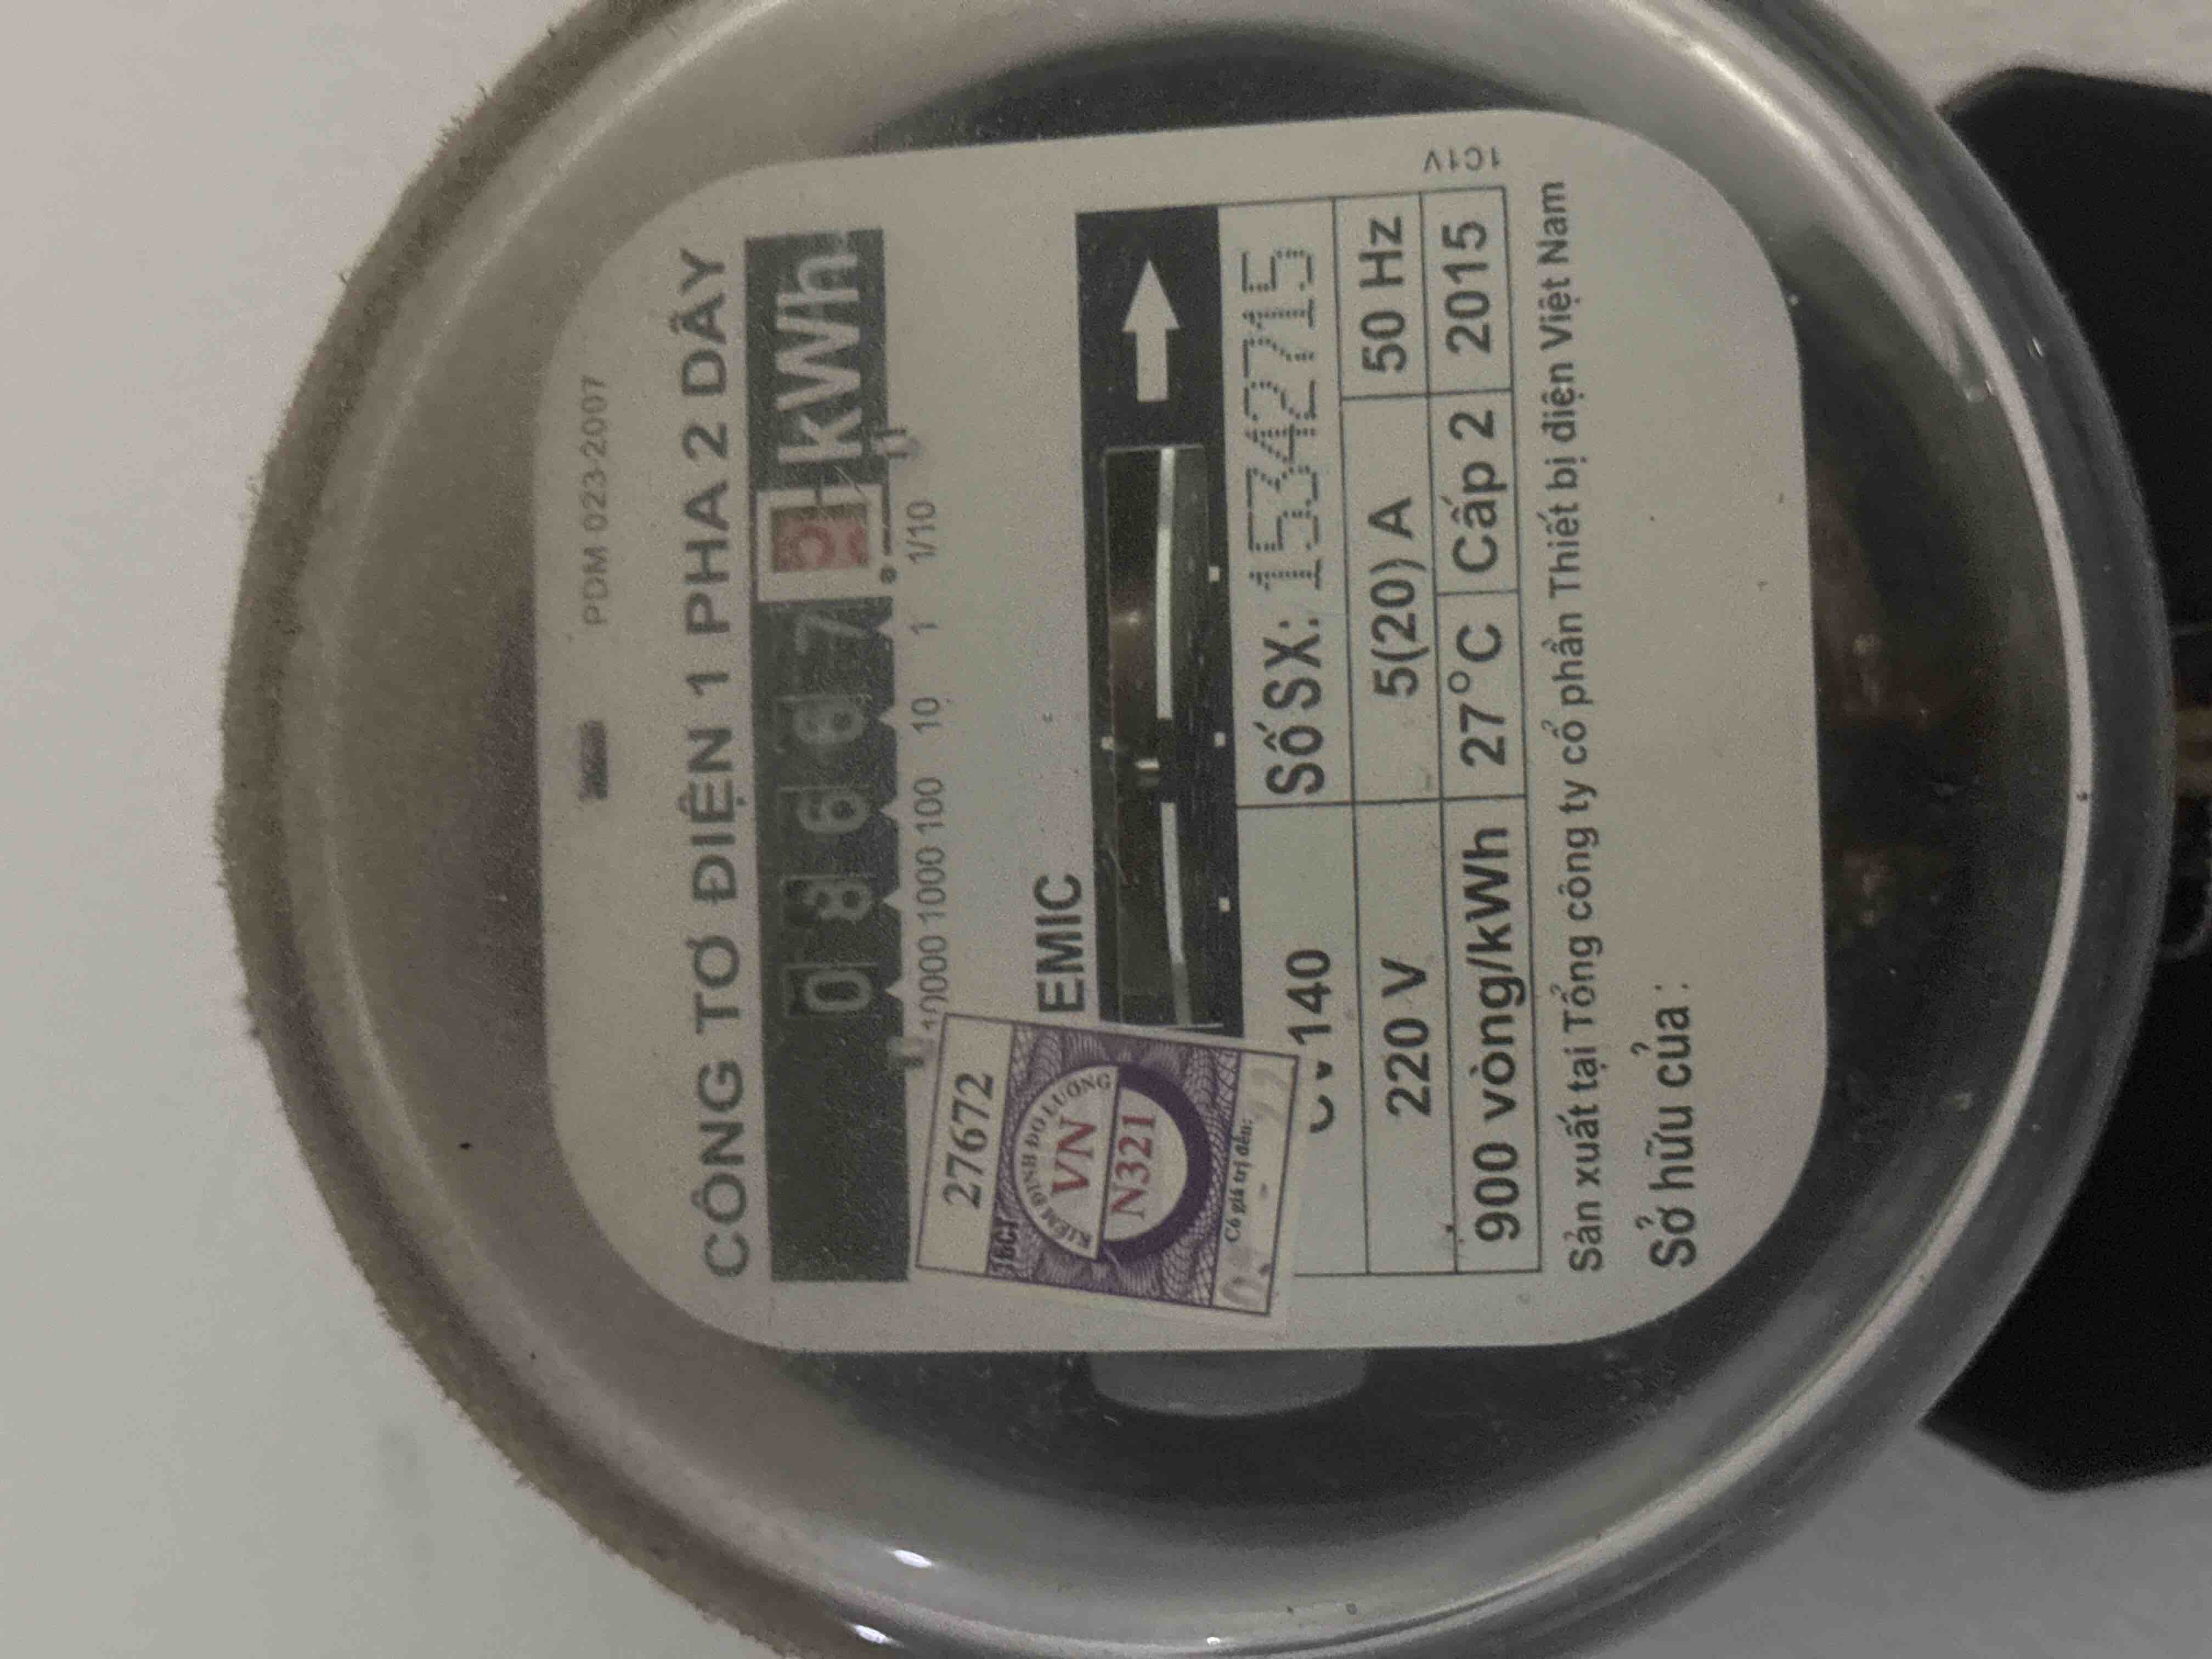 PDM 023-2007
CÔNG TƠ ĐIỆN 1 PHA 2 DÂY
0 8 6 6 7 5 kWh
10000 1000 100 10 1 1/10
27672
EMIC
16CT
KIỂM ĐỊNH ĐO LƯỜNG
VN
N321
Có giá trị đến:
CV140 Số SX: 15342715
220 V 5(20) A 50 Hz
900 vòng/kWh 27°C Cấp 2 2015
1C1V
Sản xuất tại Tổng công ty cổ phần Thiết bị điện Việt Nam
Sở hữu của: